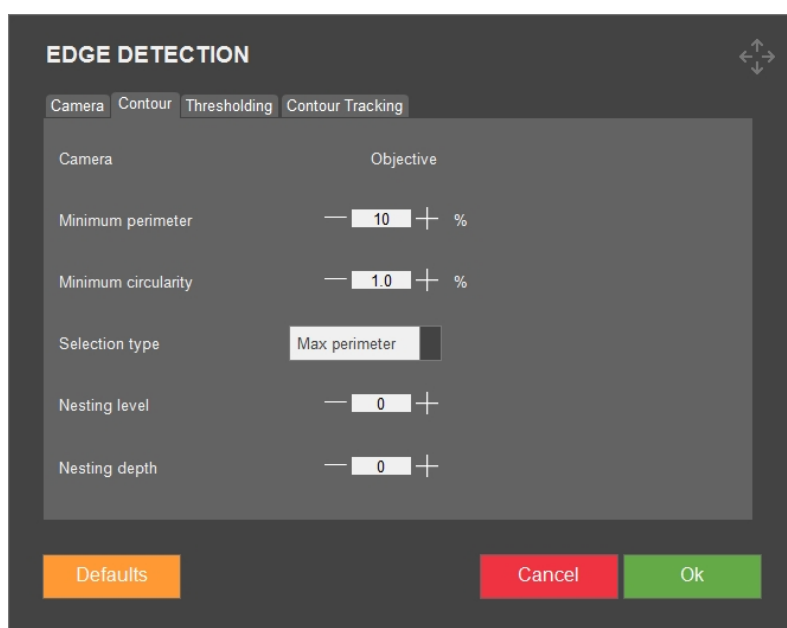 EDGE DETECTION
Camera Contour Thresholding Contour Tracking
Camera Objective
Minimum perimeter 10 %
Minimum circularity 1.0 %
Selection type Max perimeter
Nesting level 0
Nesting depth 0
Defaults Cancel Ok